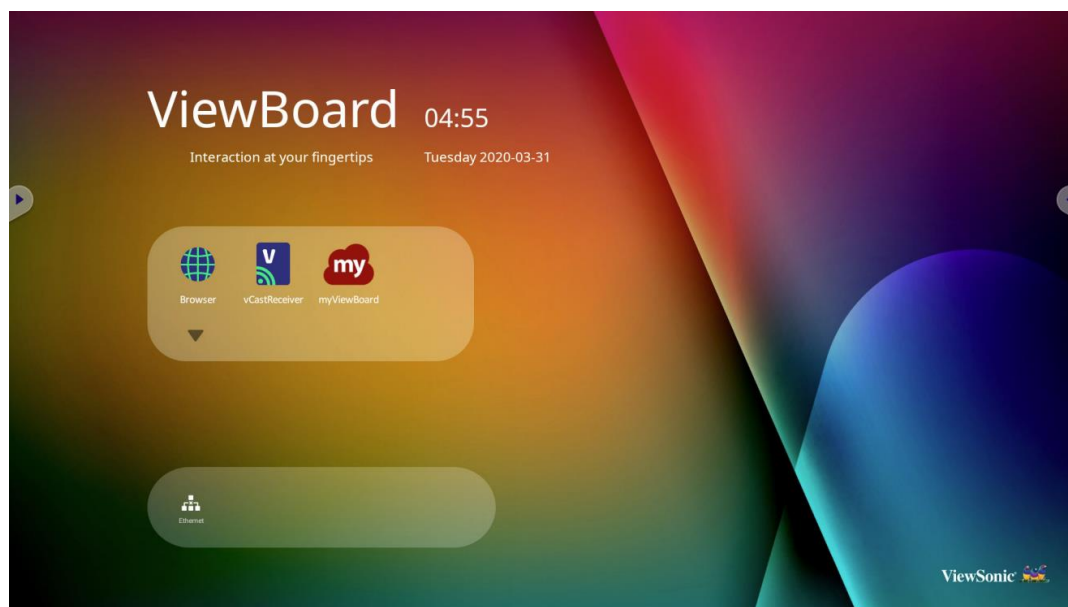 ViewBoard 04:55
Interaction at your fingertips Tuesday 2020-03-31
V
my
Browser vCastReceiver myViewBoard
Ethernet
ViewSonic